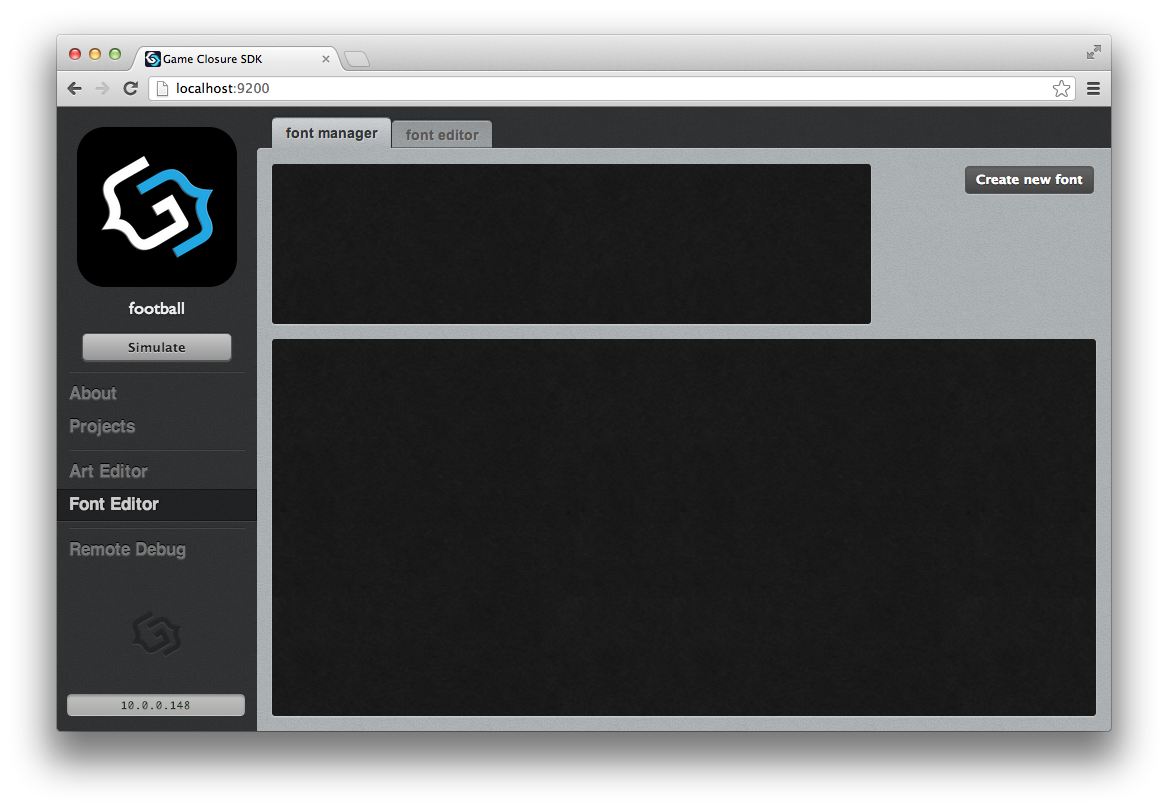 Game Closure SDK
localhost:9200
font manager
font editor
Create new font
football
Simulate
About
Projects
Art Editor
Font Editor
Remote Debug
10.0.0.148